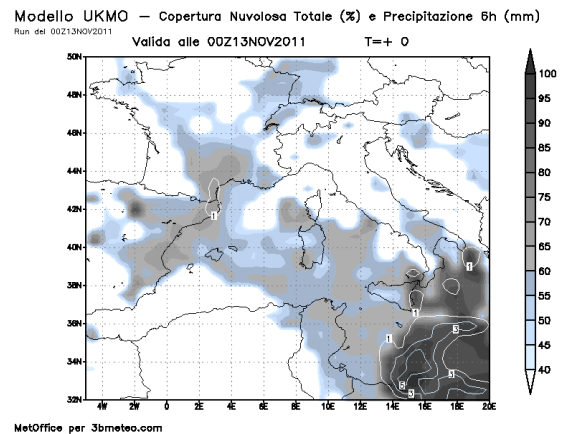 Modello UKMO — Copertura Nuvolosa Totale (%) e Precipitazione 6h (mm)
Run del 00Z13NOV2011
Valida alle 00Z13NOV2011 T=+ 0
50N
48N
46N
44N
42N
40N
38N
36N
34N
32N
4W 2W 0 2E 4E 6E 8E 10E 12E 14E 16E 18E 20E
100
95
90
85
80
75
70
65
60
55
50
45
40
1
1
1
1
3
3
5
3
MetOffice per 3bmeteo.com